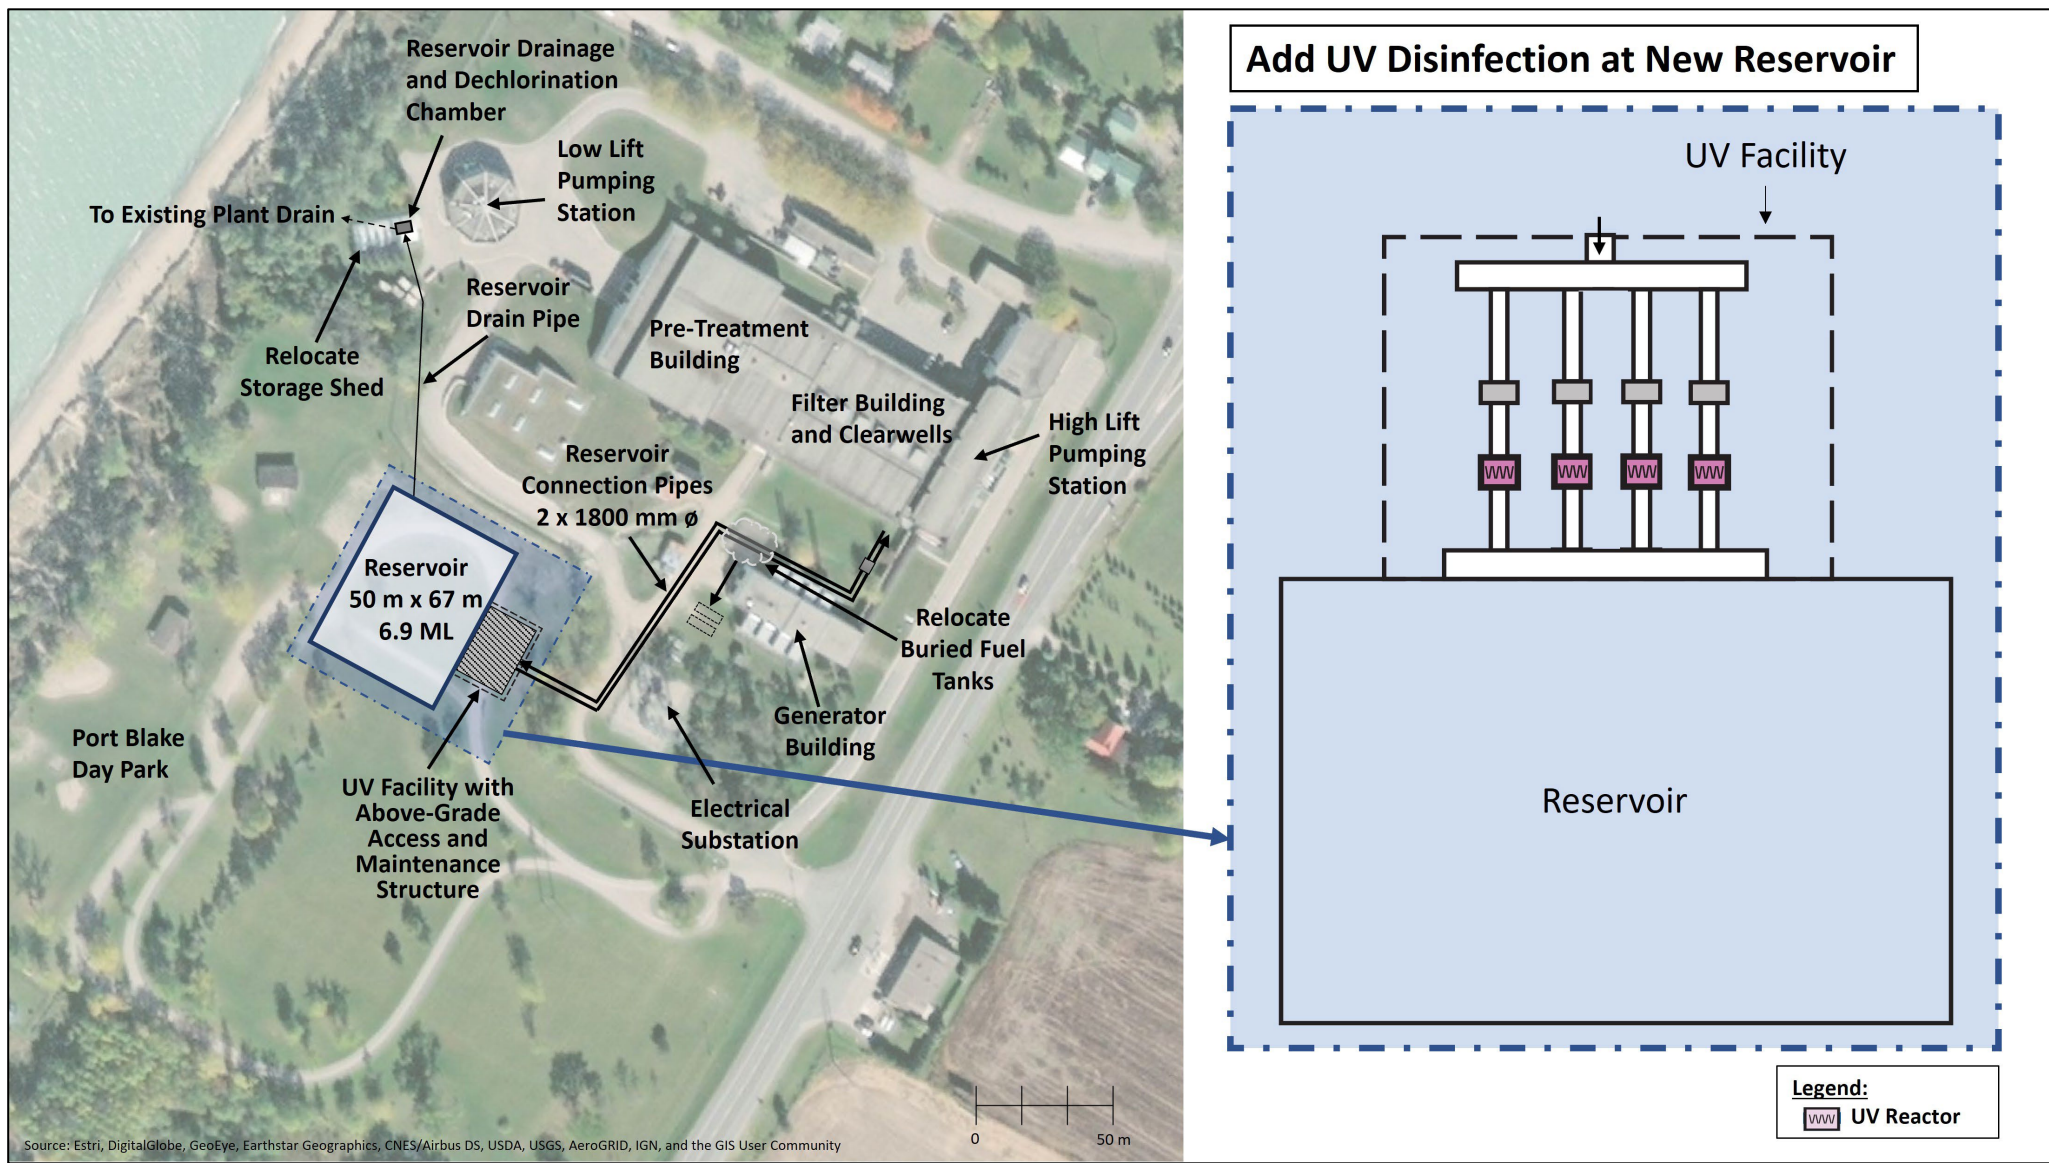 Reservoir Drainage
and Dechlorination
Chamber
Low Lift
Pumping
Station
To Existing Plant Drain
Reservoir
Drain Pipe
Relocate
Storage Shed
Pre-Treatment
Building
Filter Building
and Clearwells
High Lift
Pumping
Station
Reservoir
Connection Pipes
2 x 1800 mm ø
Reservoir
50 m x 67 m
6.9 ML
Relocate
Buried Fuel
Tanks
Generator
Building
Port Blake
Day Park
UV Facility with
Above-Grade
Access and
Maintenance
Structure
Electrical
Substation
0
50 m
Source: Estri, DigitalGlobe, GeoEye, Earthstar Geographics, CNES/Airbus DS, USDA, USGS, AeroGRID, IGN, and the GIS User Community
Add UV Disinfection at New Reservoir
UV Facility
Reservoir
Legend:
UV Reactor